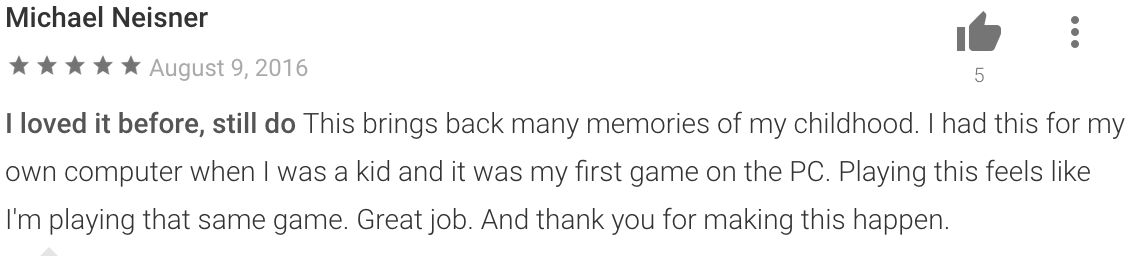 Michael Neisner
★★★★★ August 9, 2016
5
I loved it before, still do This brings back many memories of my childhood. I had this for my
own computer when I was a kid and it was my first game on the PC. Playing this feels like
I'm playing that same game. Great job. And thank you for making this happen.